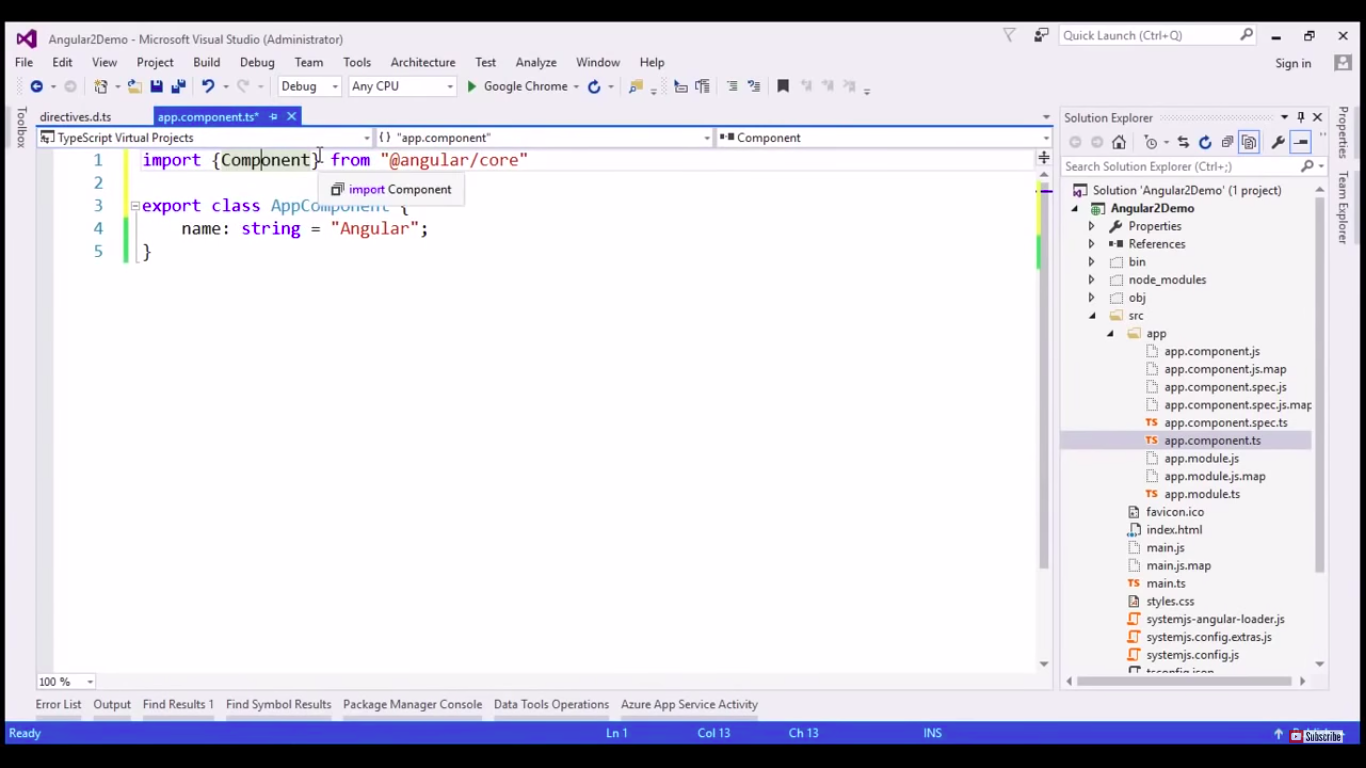 Angular2Demo - Microsoft Visual Studio (Administrator)
Quick Launch (Ctrl+Q)
File Edit View Project Build Debug Team Tools Architecture Test Analyze Window Help
Sign in
Debug Any CPU Google Chrome
Toolbox
directives.d.ts app.component.ts*
TypeScript Virtual Projects {} "app.component" Component
1 import {Component} from "@angular/core"
2
import Component
3 export class AppComponent {
4 name: string = "Angular";
5 }
100 %
Solution Explorer
Search Solution Explorer (Ctrl+;)
Solution 'Angular2Demo' (1 project)
Angular2Demo
Properties
References
bin
node_modules
obj
src
app
app.component.js
app.component.js.map
app.component.spec.js
app.component.spec.js.map
TS app.component.spec.ts
TS app.component.ts
app.module.js
app.module.js.map
TS app.module.ts
favicon.ico
index.html
main.js
main.js.map
TS main.ts
styles.css
systemjs-angular-loader.js
systemjs.config.extras.js
systemjs.config.js
tsconfig.json
Properties
Team Explorer
Error List Output Find Results 1 Find Symbol Results Package Manager Console Data Tools Operations Azure App Service Activity
Ready Ln 1 Col 13 Ch 13 INS
Subscribe